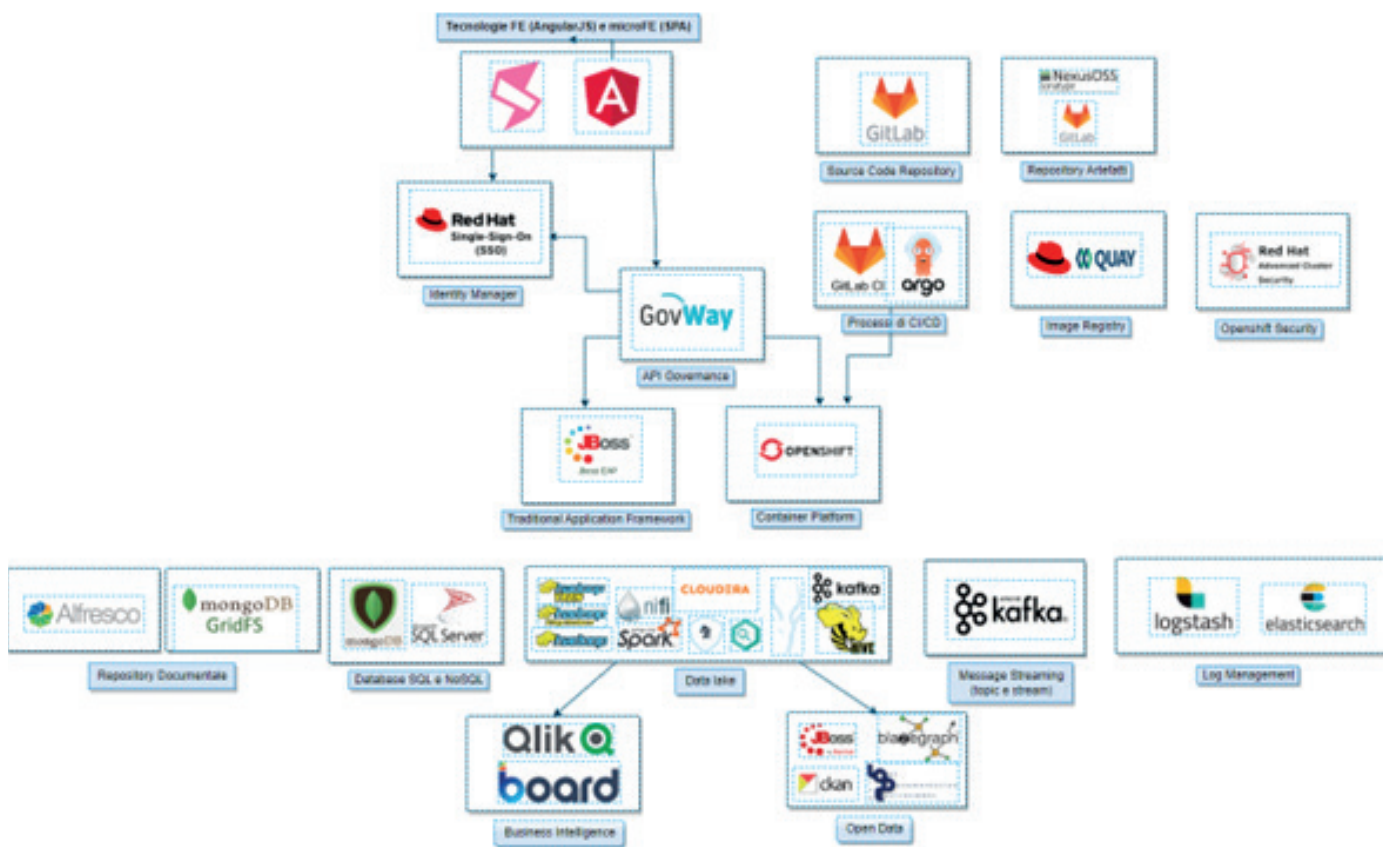 Tecnologie FE (AngularJS) e microFE (SPA)
GitLab
Source Code Repository
NexusOSS
GitLab
Repository Artefatti
Red Hat
Single-Sign-On
(SSO)
Identity Manager
GitLab CI
argo
Processi di CI/CD
QUAY
Image Registry
Red Hat
Advanced Cluster
Security
Openshift Security
GovWay
API Governance
JBoss
Traditional Application Framework
OPENSHIFT
Container Platform
Alfresco
mongoDB
GridFS
Repository Documentale
mongoDB
SQL Server
Database SQL e NoSQL
hadoop
hadoop
hadoop
nifi
Spark
CLOUDERA
kafka
HIVE
Data lake
kafka
Message Streaming
(topic e stream)
logstash
elasticsearch
Log Management
Qlik
board
Business Intelligence
JBoss
blazegraph
ckan
Open Data